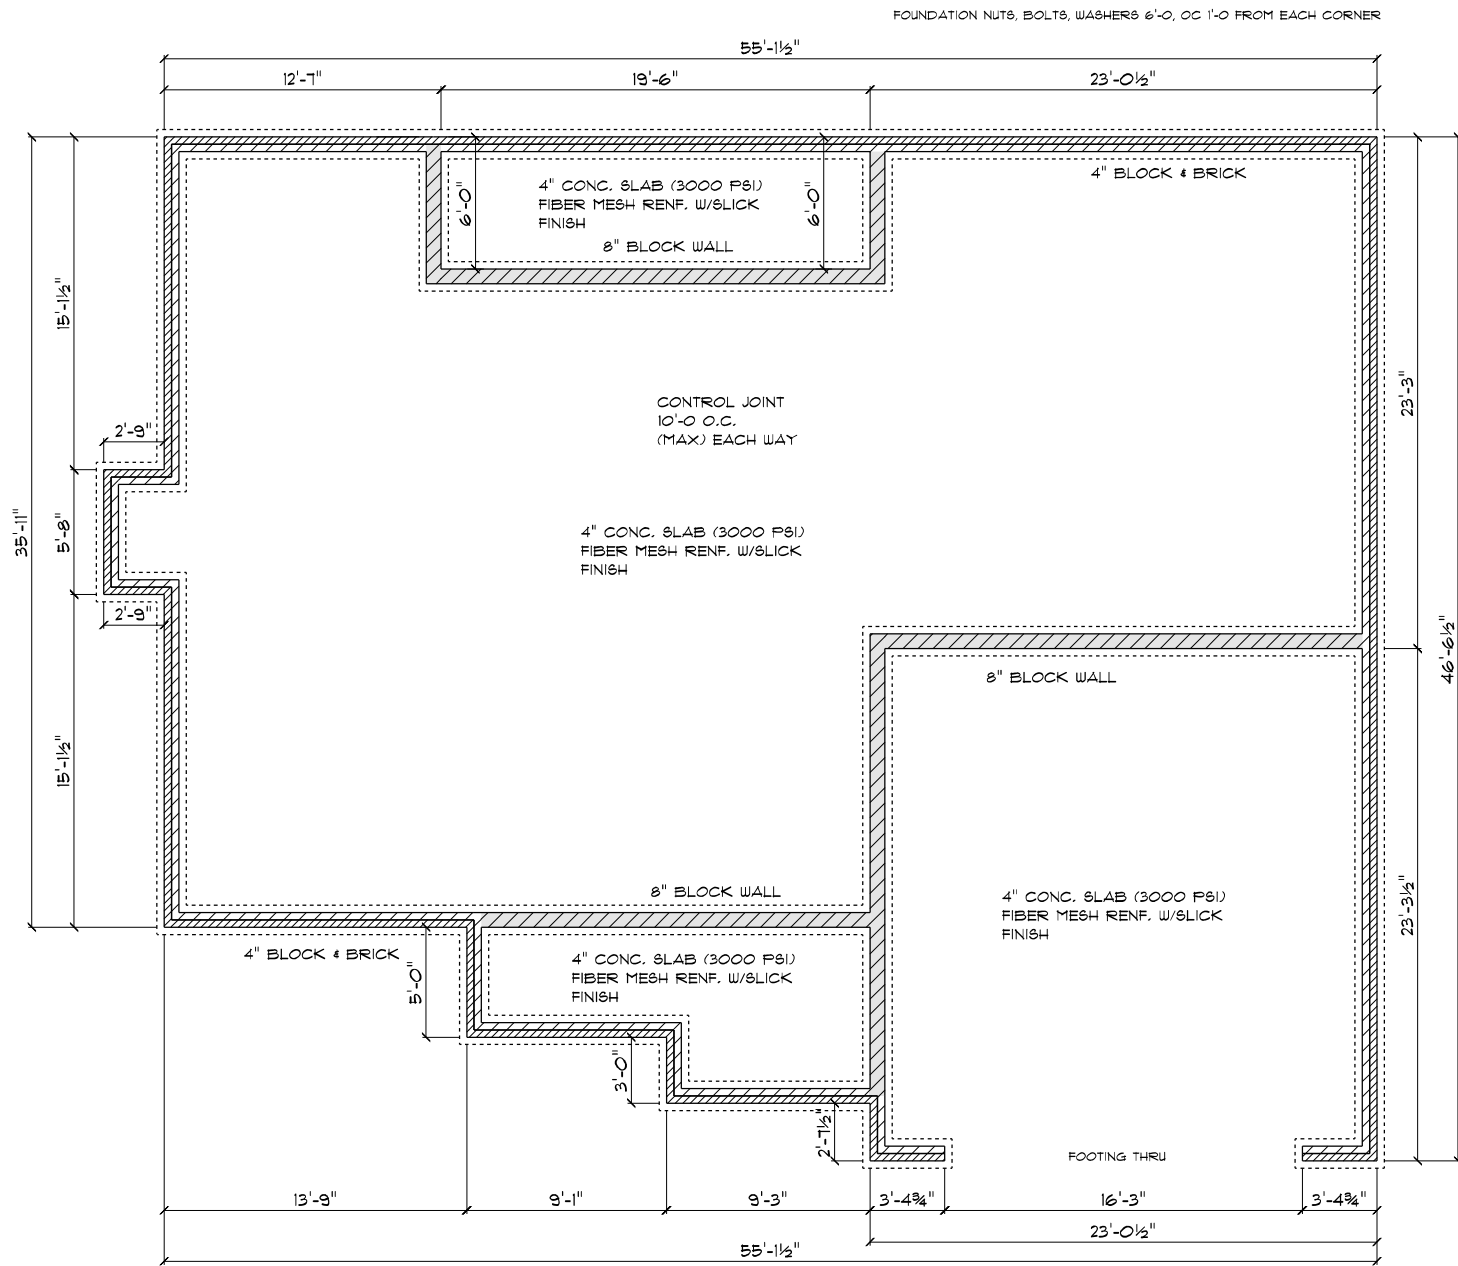 FOUNDATION NUTS, BOLTS, WASHERS 6'-0, OC 1'-0 FROM EACH CORNER
55'-1½"
12'-7"
19'-6"
23'-0½"
4" BLOCK & BRICK
4" CONC. SLAB (3000 PSI)
FIBER MESH RENF. W/SLICK
FINISH
6'-0"
6'-0"
8" BLOCK WALL
15'-1½"
CONTROL JOINT
10'-0 O.C.
(MAX) EACH WAY
23'-3"
2'-9"
35'-11"
5'-8"
4" CONC. SLAB (3000 PSI)
FIBER MESH RENF. W/SLICK
FINISH
2'-9"
46'-6½"
8" BLOCK WALL
15'-1½"
8" BLOCK WALL
4" CONC. SLAB (3000 PSI)
FIBER MESH RENF. W/SLICK
FINISH
23'-3½"
4" BLOCK & BRICK
5'-0"
4" CONC. SLAB (3000 PSI)
FIBER MESH RENF. W/SLICK
FINISH
3'-0"
2'-7½"
FOOTING THRU
13'-9"
9'-1"
9'-3"
3'-4¾"
16'-3"
3'-4¾"
23'-0½"
55'-1½"